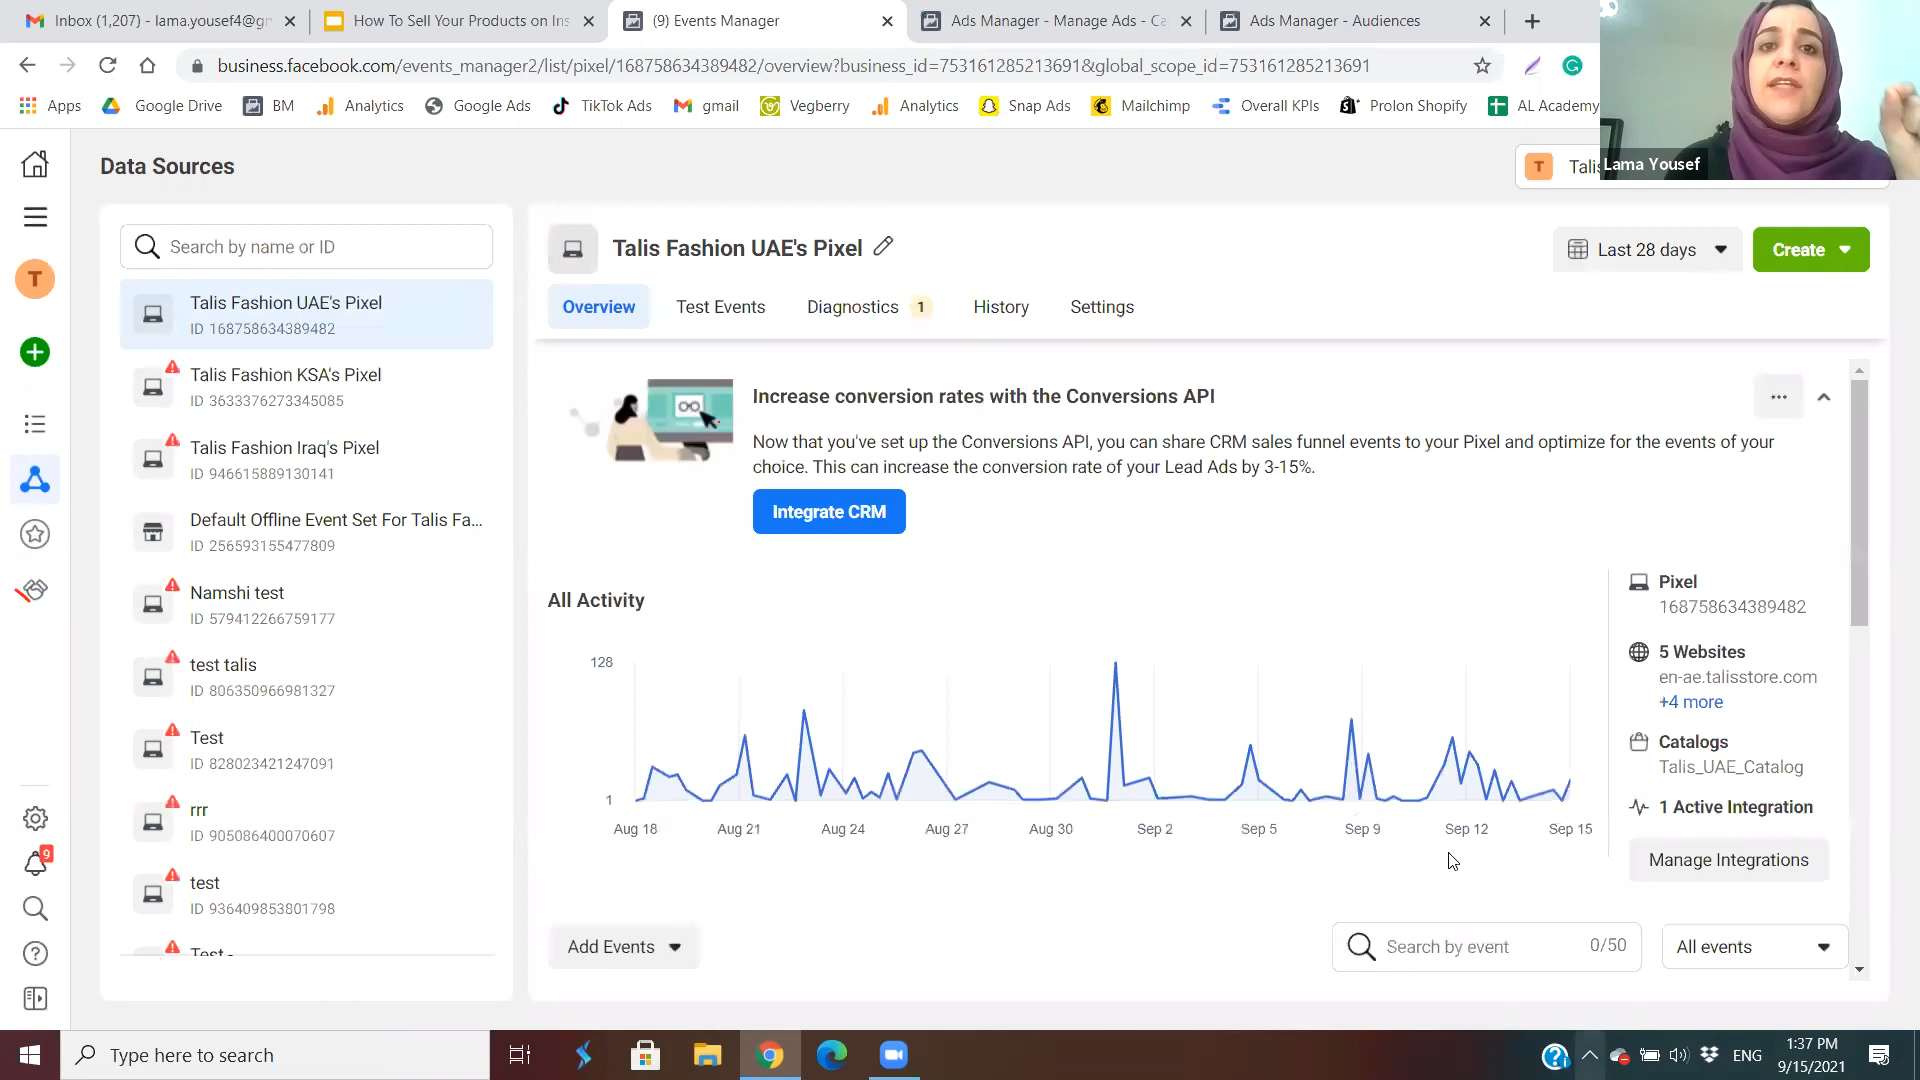 Inbox (1,207) - lama.yousef4@gm
How To Sell Your Products on Ins
(9) Events Manager
Ads Manager - Manage Ads - Ca
Ads Manager - Audiences
business.facebook.com/events_manager2/list/pixel/168758634389482/overview?business_id=753161285213691&global_scope_id=753161285213691
Apps
Google Drive
BM
Analytics
Google Ads
TikTok Ads
gmail
Vegberry
Analytics
Snap Ads
Mailchimp
Overall KPIs
Prolon Shopify
AL Academy
Lama Yousef
Data Sources
T
Search by name or ID
T
Talis Fashion UAE's Pixel
ID 168758634389482
Talis Fashion KSA's Pixel
ID 3633376273345085
Talis Fashion Iraq's Pixel
ID 946615889130141
Default Offline Event Set For Talis Fa...
ID 256593155477809
Namshi test
ID 579412266759177
test talis
ID 806350966981327
Test
ID 828023421247091
rrr
ID 905086400070607
test
ID 936409853801798
9
Talis Fashion UAE's Pixel
Last 28 days
Create
Overview
Test Events
Diagnostics 1
History
Settings
Increase conversion rates with the Conversions API
Now that you've set up the Conversions API, you can share CRM sales funnel events to your Pixel and optimize for the events of your
choice. This can increase the conversion rate of your Lead Ads by 3-15%.
Integrate CRM
All Activity
128
1
Aug 18
Aug 21
Aug 24
Aug 27
Aug 30
Sep 2
Sep 5
Sep 9
Sep 12
Sep 15
Pixel
168758634389482
5 Websites
en-ae.talisstore.com
+4 more
Catalogs
Talis_UAE_Catalog
1 Active Integration
Manage Integrations
Add Events
Search by event
0/50
All events
Type here to search
ENG
1:37 PM
9/15/2021